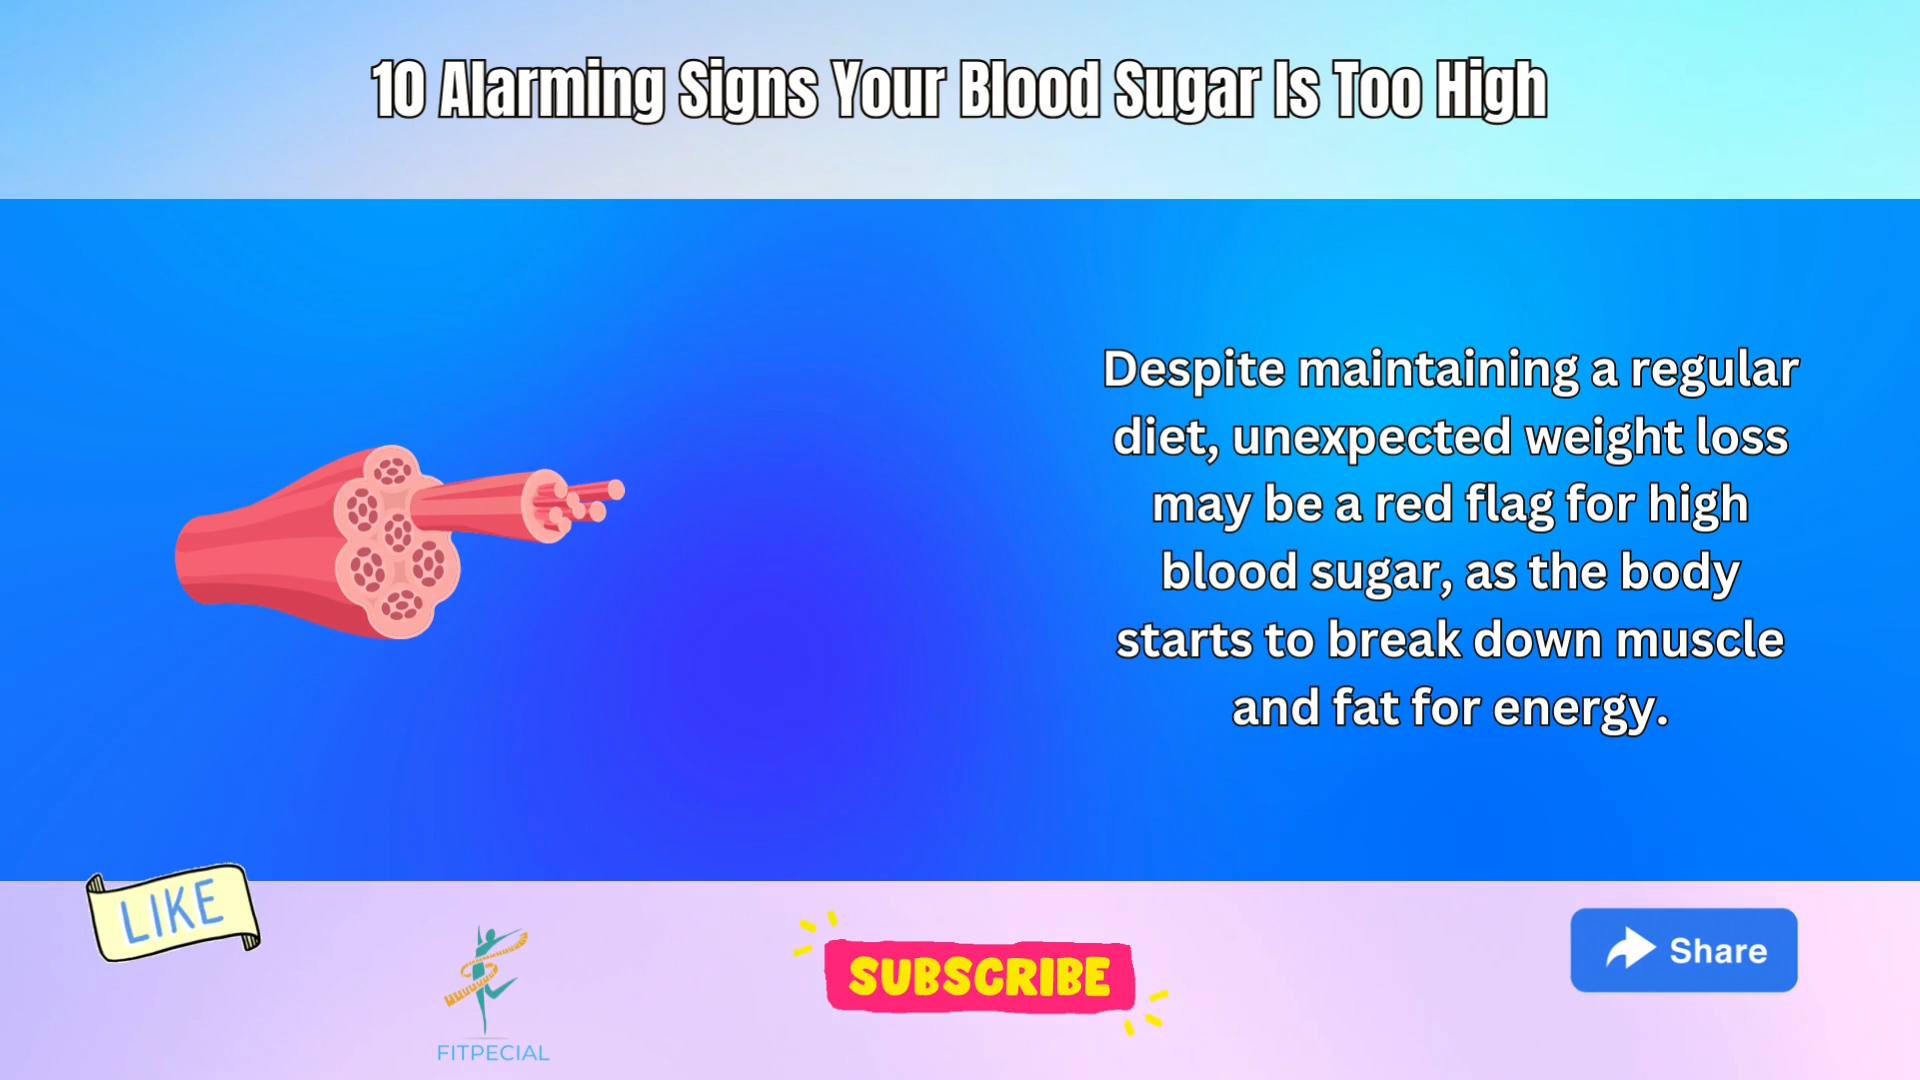 10 Alarming Signs Your Blood Sugar Is Too High
Despite maintaining a regular
diet, unexpected weight loss
may be a red flag for high
blood sugar, as the body
starts to break down muscle
and fat for energy.
LIKE
FITPECIAL
SUBSCRIBE
Share